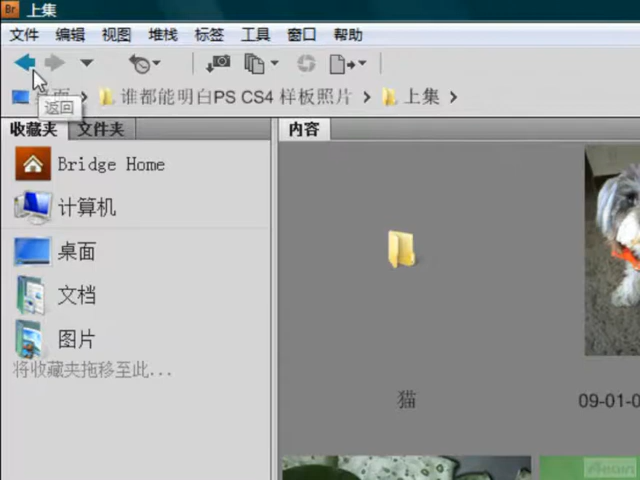 Br 上集
文件 编辑 视图 堆栈 标签 工具 窗口 帮助
桌面 谁都能明白PS CS4 样板照片 上集
返回
收藏夹 文件夹 内容
Bridge Home
计算机
桌面
文档
图片
将收藏夹拖移至此...
猫
09-01-0